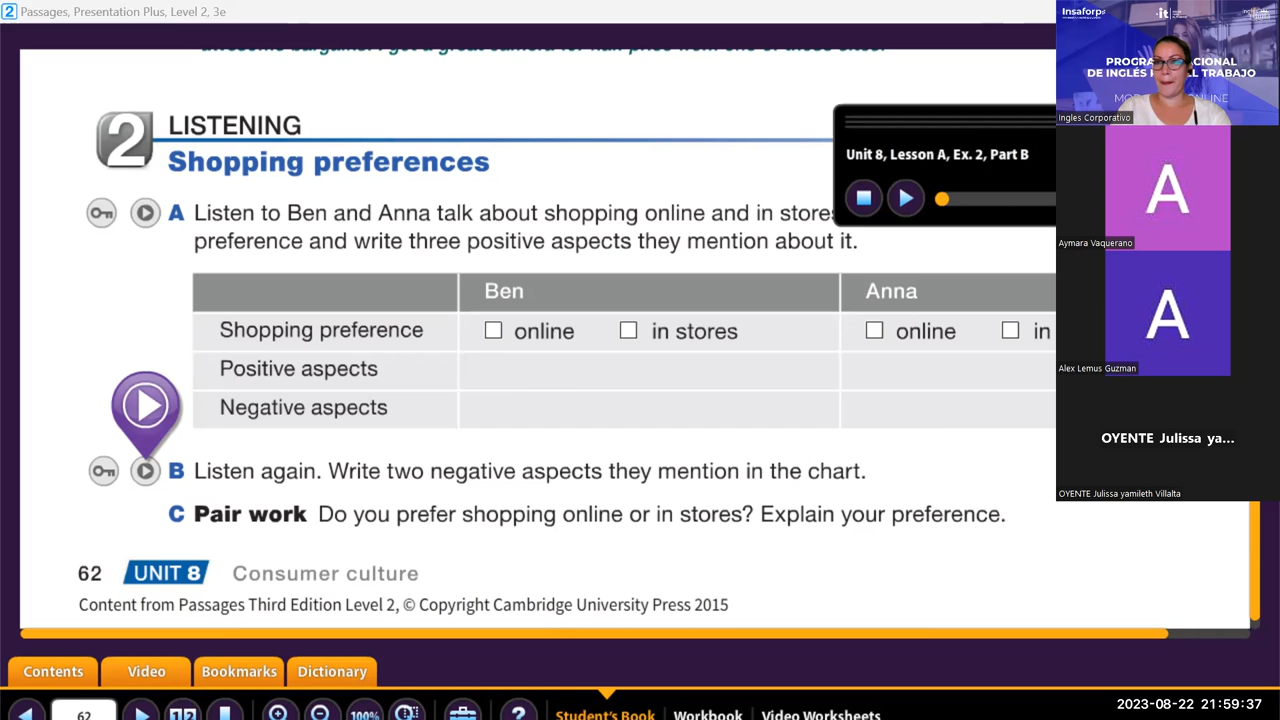 Passages, Presentation Plus, Level 2, 3e
2 LISTENING
Shopping preferences
A Listen to Ben and Anna talk about shopping online and in stores
preference and write three positive aspects they mention about it.
Ben Anna
Shopping preference online in stores online in
Positive aspects
Negative aspects
B Listen again. Write two negative aspects they mention in the chart.
C Pair work Do you prefer shopping online or in stores? Explain your preference.
62 UNIT 8 Consumer culture
Content from Passages Third Edition Level 2, © Copyright Cambridge University Press 2015
Unit 8, Lesson A, Ex. 2, Part B
Insaforp
Ingles Corporativo
A
Aymara Vaquerano
A
Alex Lemus Guzman
OYENTE Julissa ya...
OYENTE Julissa yamileth Villalta
Contents Video Bookmarks Dictionary
62 1 2 100% ? Student's Book Workbook Video Worksheets
2023-08-22 21:59:37